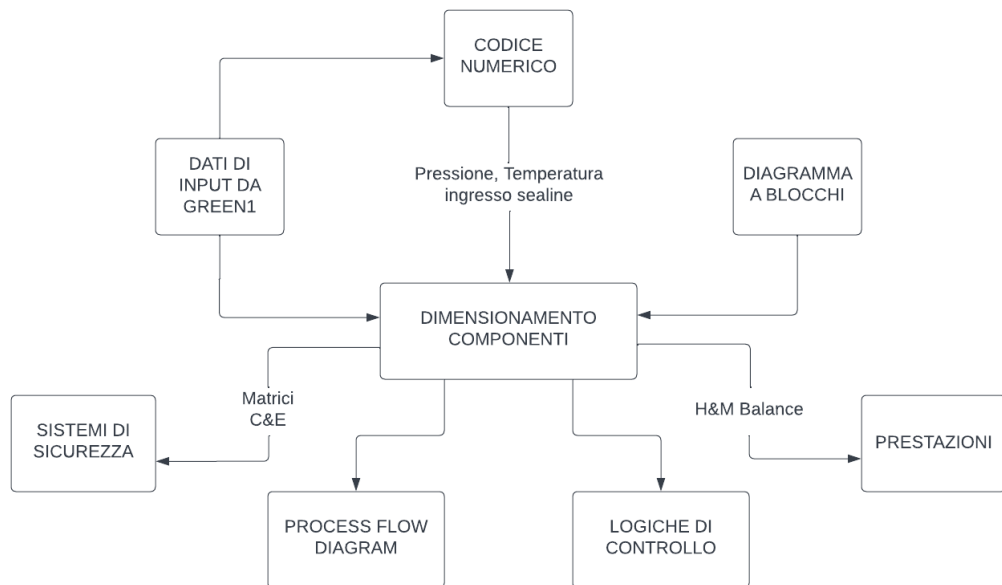 CODICE
NUMERICO
DATI DI
INPUT DA
GREEN1
Pressione, Temperatura
ingresso sealine
DIAGRAMMA
A BLOCCHI
DIMENSIONAMENTO
COMPONENTI
Matrici
C&E
H&M Balance
SISTEMI DI
SICUREZZA
PRESTAZIONI
PROCESS FLOW
DIAGRAM
LOGICHE DI
CONTROLLO